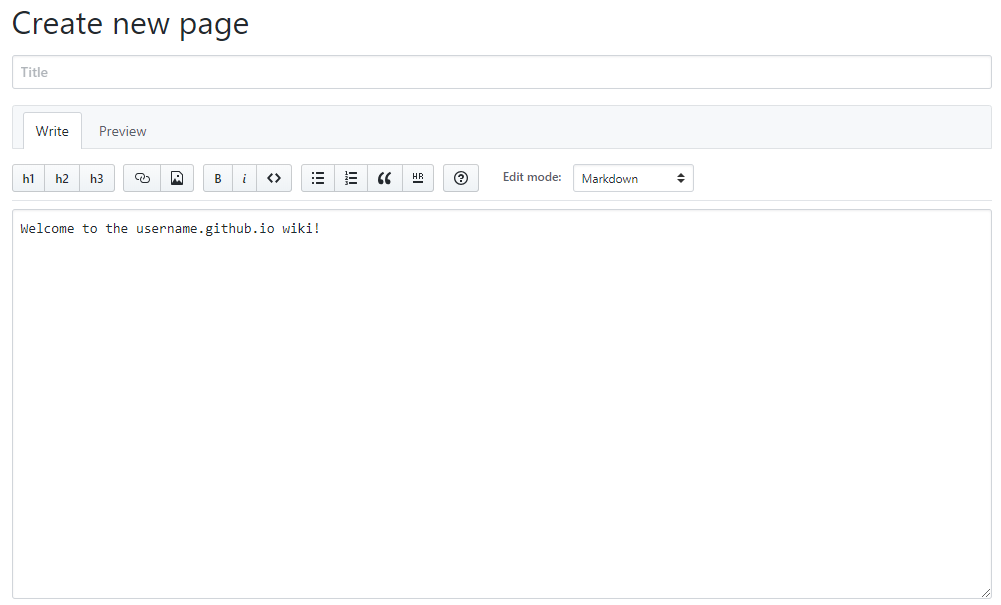 Create new page
Title
Write Preview
h1 h2 h3 B i HR Edit mode: Markdown
Welcome to the username.github.io wiki!